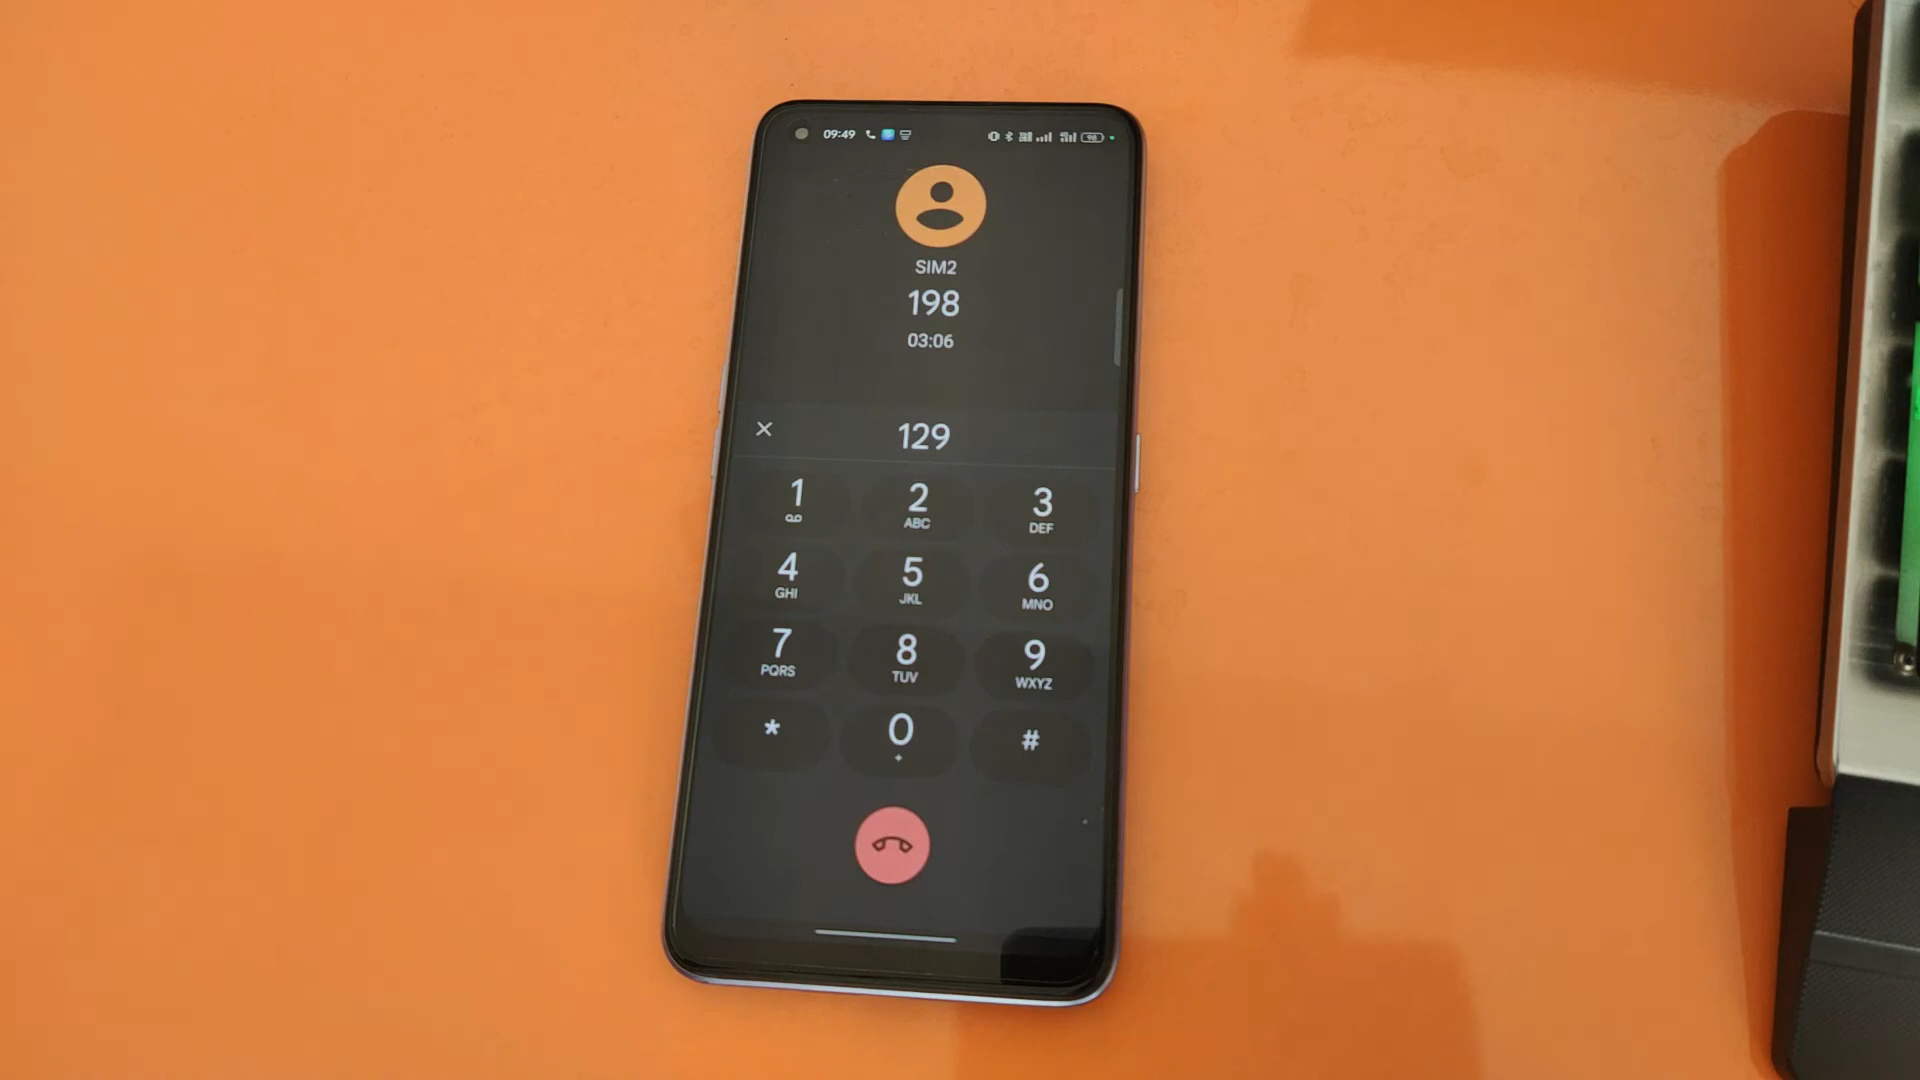 09:49 98
SIM2
198
03:06
129
1 2 3
ABC DEF
4 5 6
GHI JKL MNO
7 8 9
PQRS TUV WXYZ
* 0 #
+